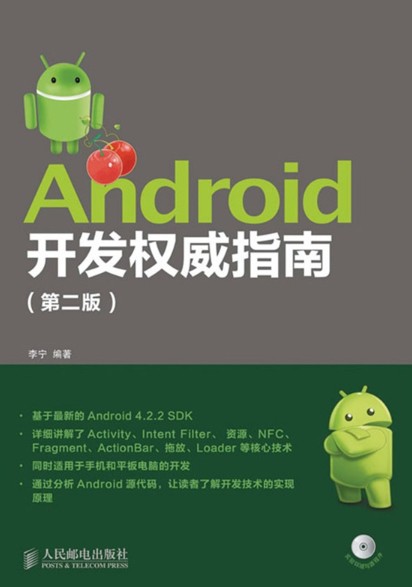 Android
开发权威指南
（第二版）
李宁 编著
• 基于最新的 Android 4.2.2 SDK
• 详细讲解了 Activity、Intent Filter、 资源、NFC、
Fragment、ActionBar、拖放、Loader 等核心技术
• 同时适用于手机和平板电脑的开发
• 通过分析 Android 源代码，让读者了解开发技术的实现
原理
人民邮电出版社
POSTS & TELECOM PRESS